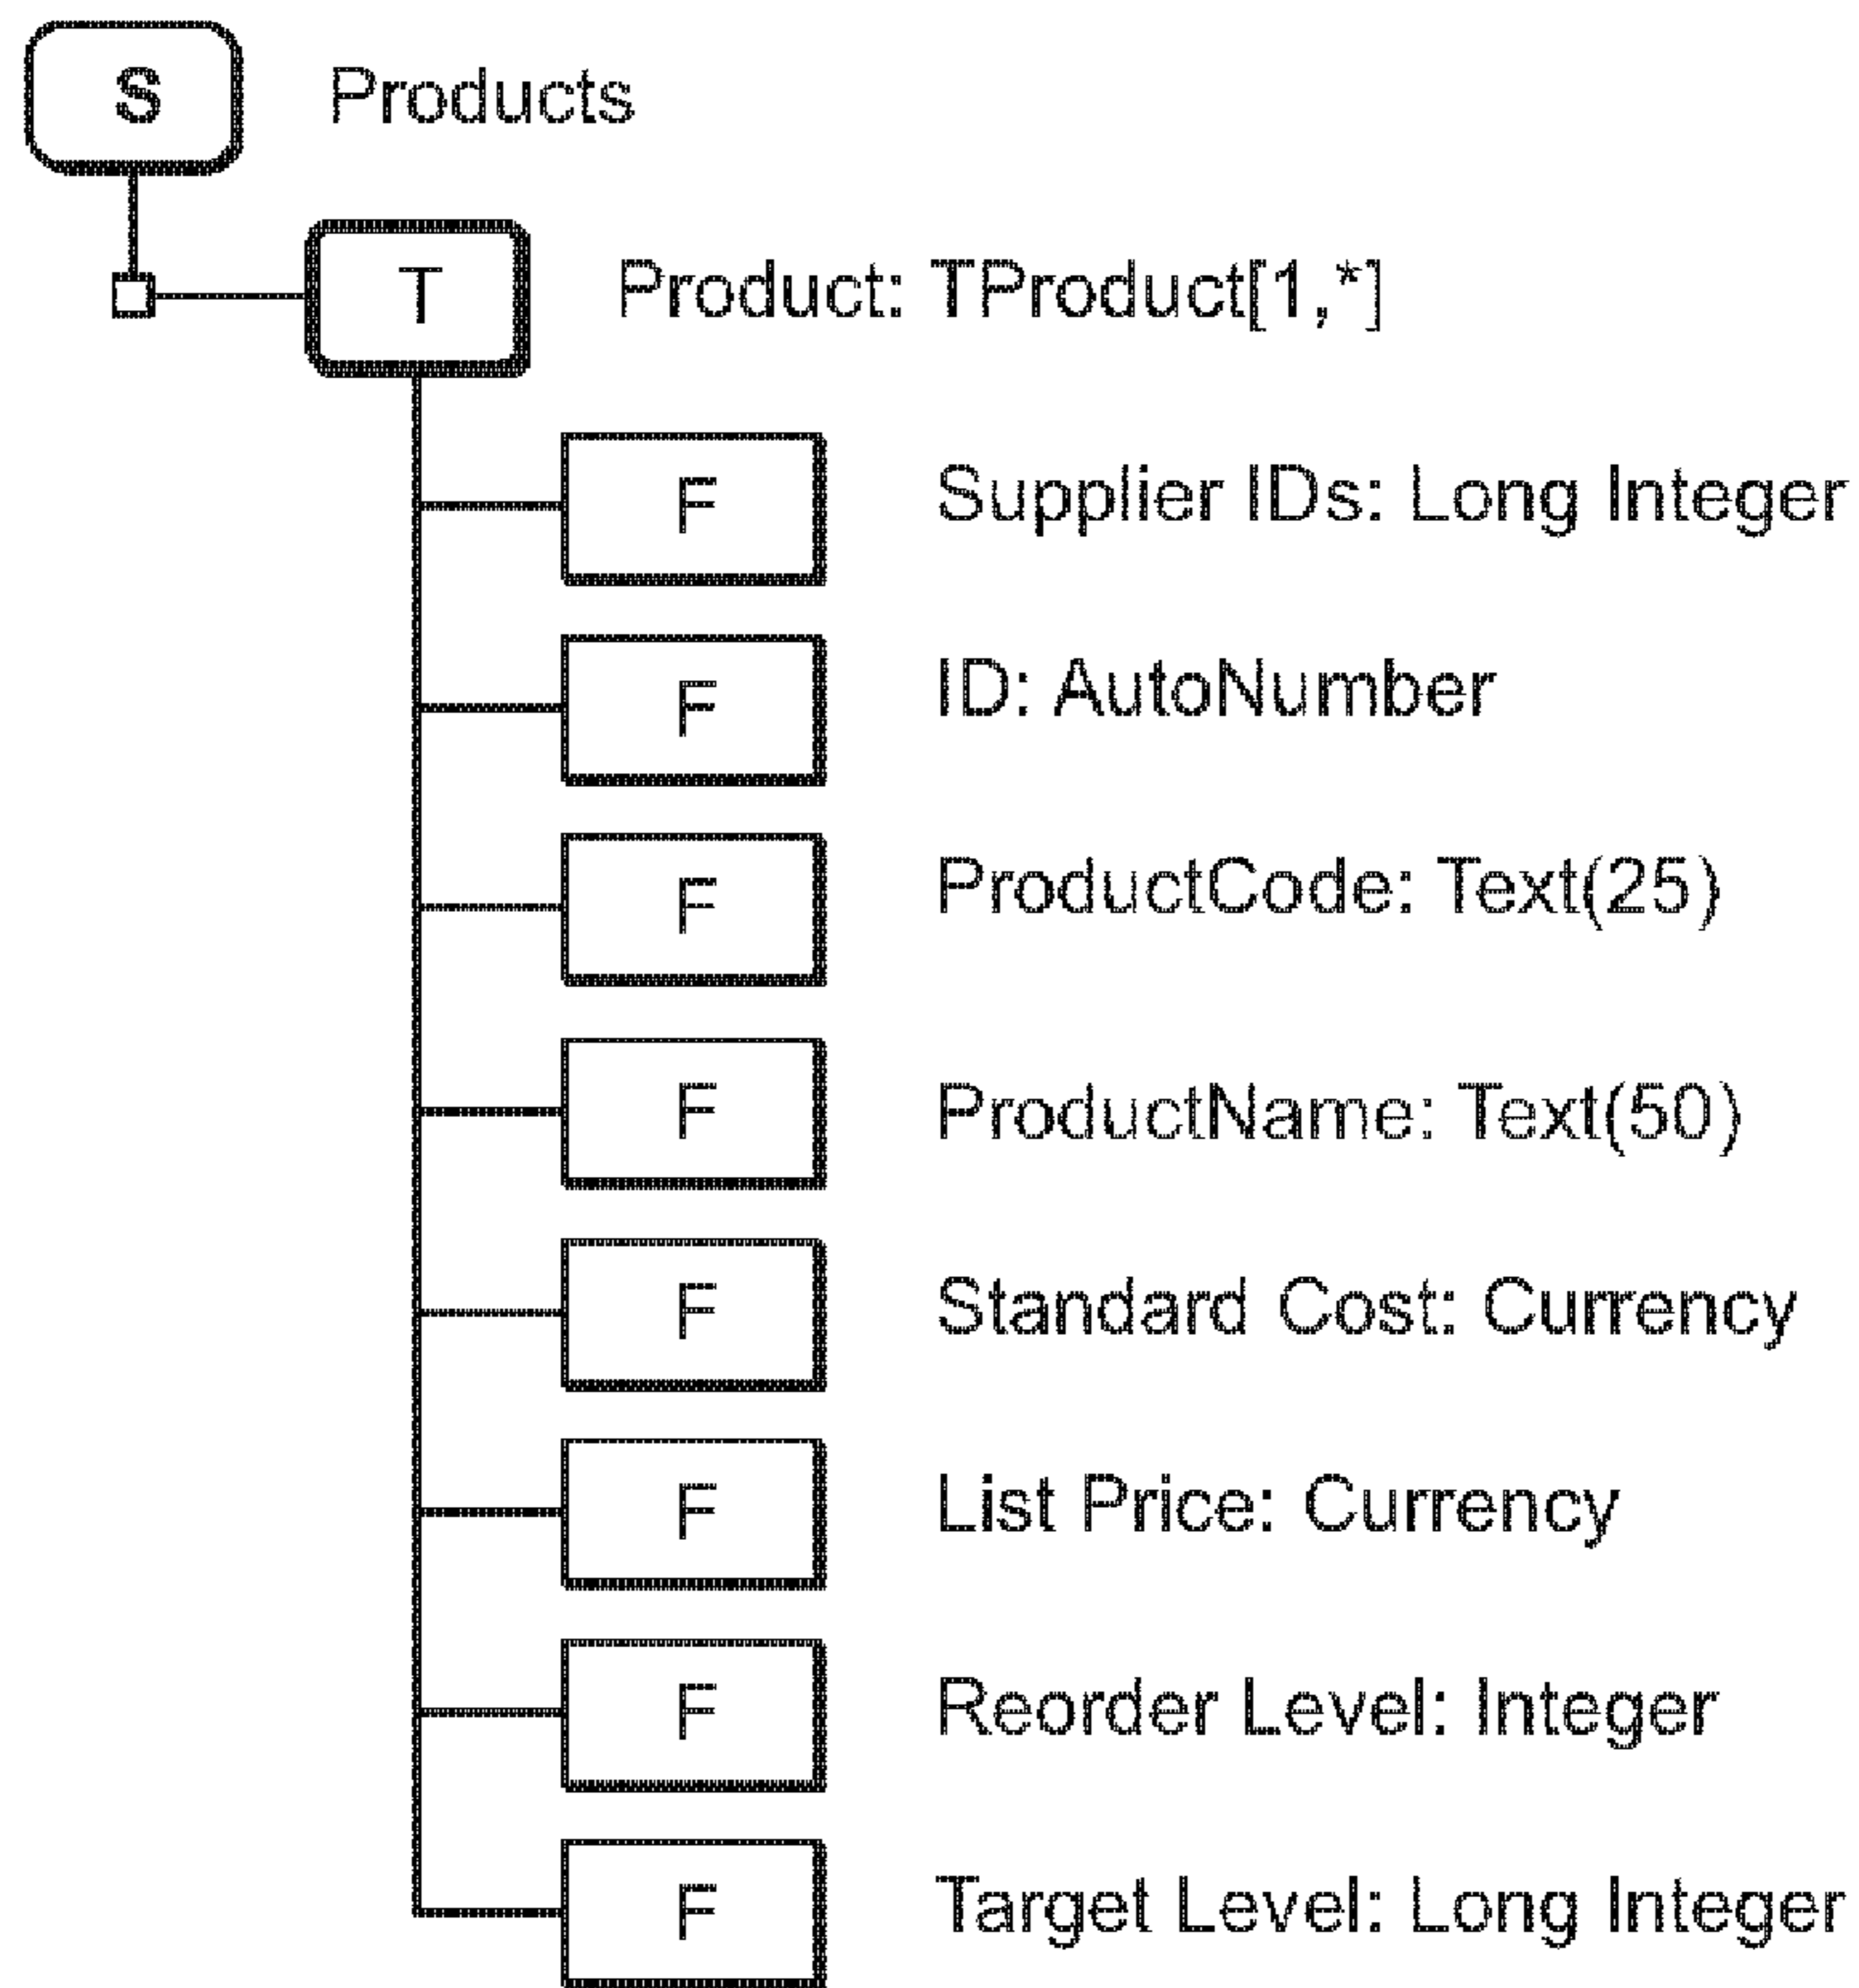 S Products
T Product: TProduct[1,*]
F Supplier IDs: Long Integer
F ID: AutoNumber
F ProductCode: Text(25)
F ProductName: Text(50)
F Standard Cost: Currency
F List Price: Currency
F Reorder Level: Integer
F Target Level: Long Integer